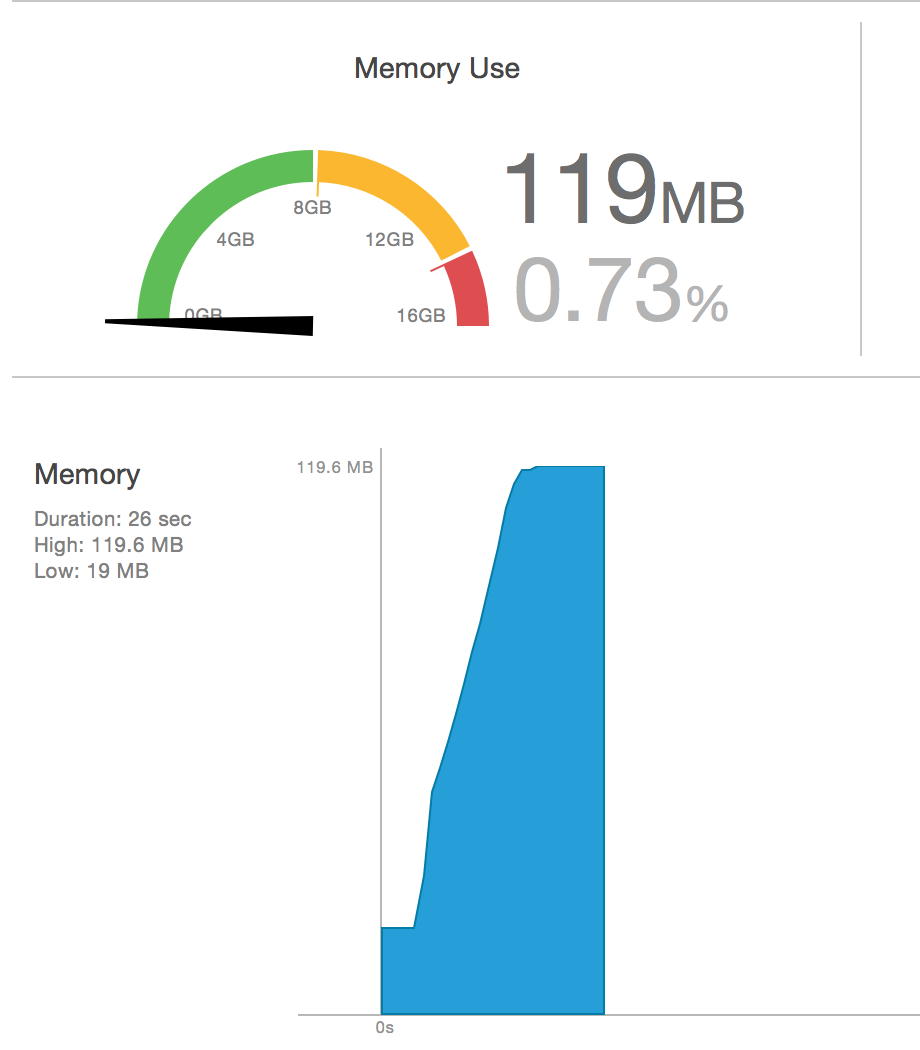 Memory Use
8GB
4GB
12GB
0GB
16GB
119MB
0.73%
Memory
Duration: 26 sec
High: 119.6 MB
Low: 19 MB
119.6 MB
0s